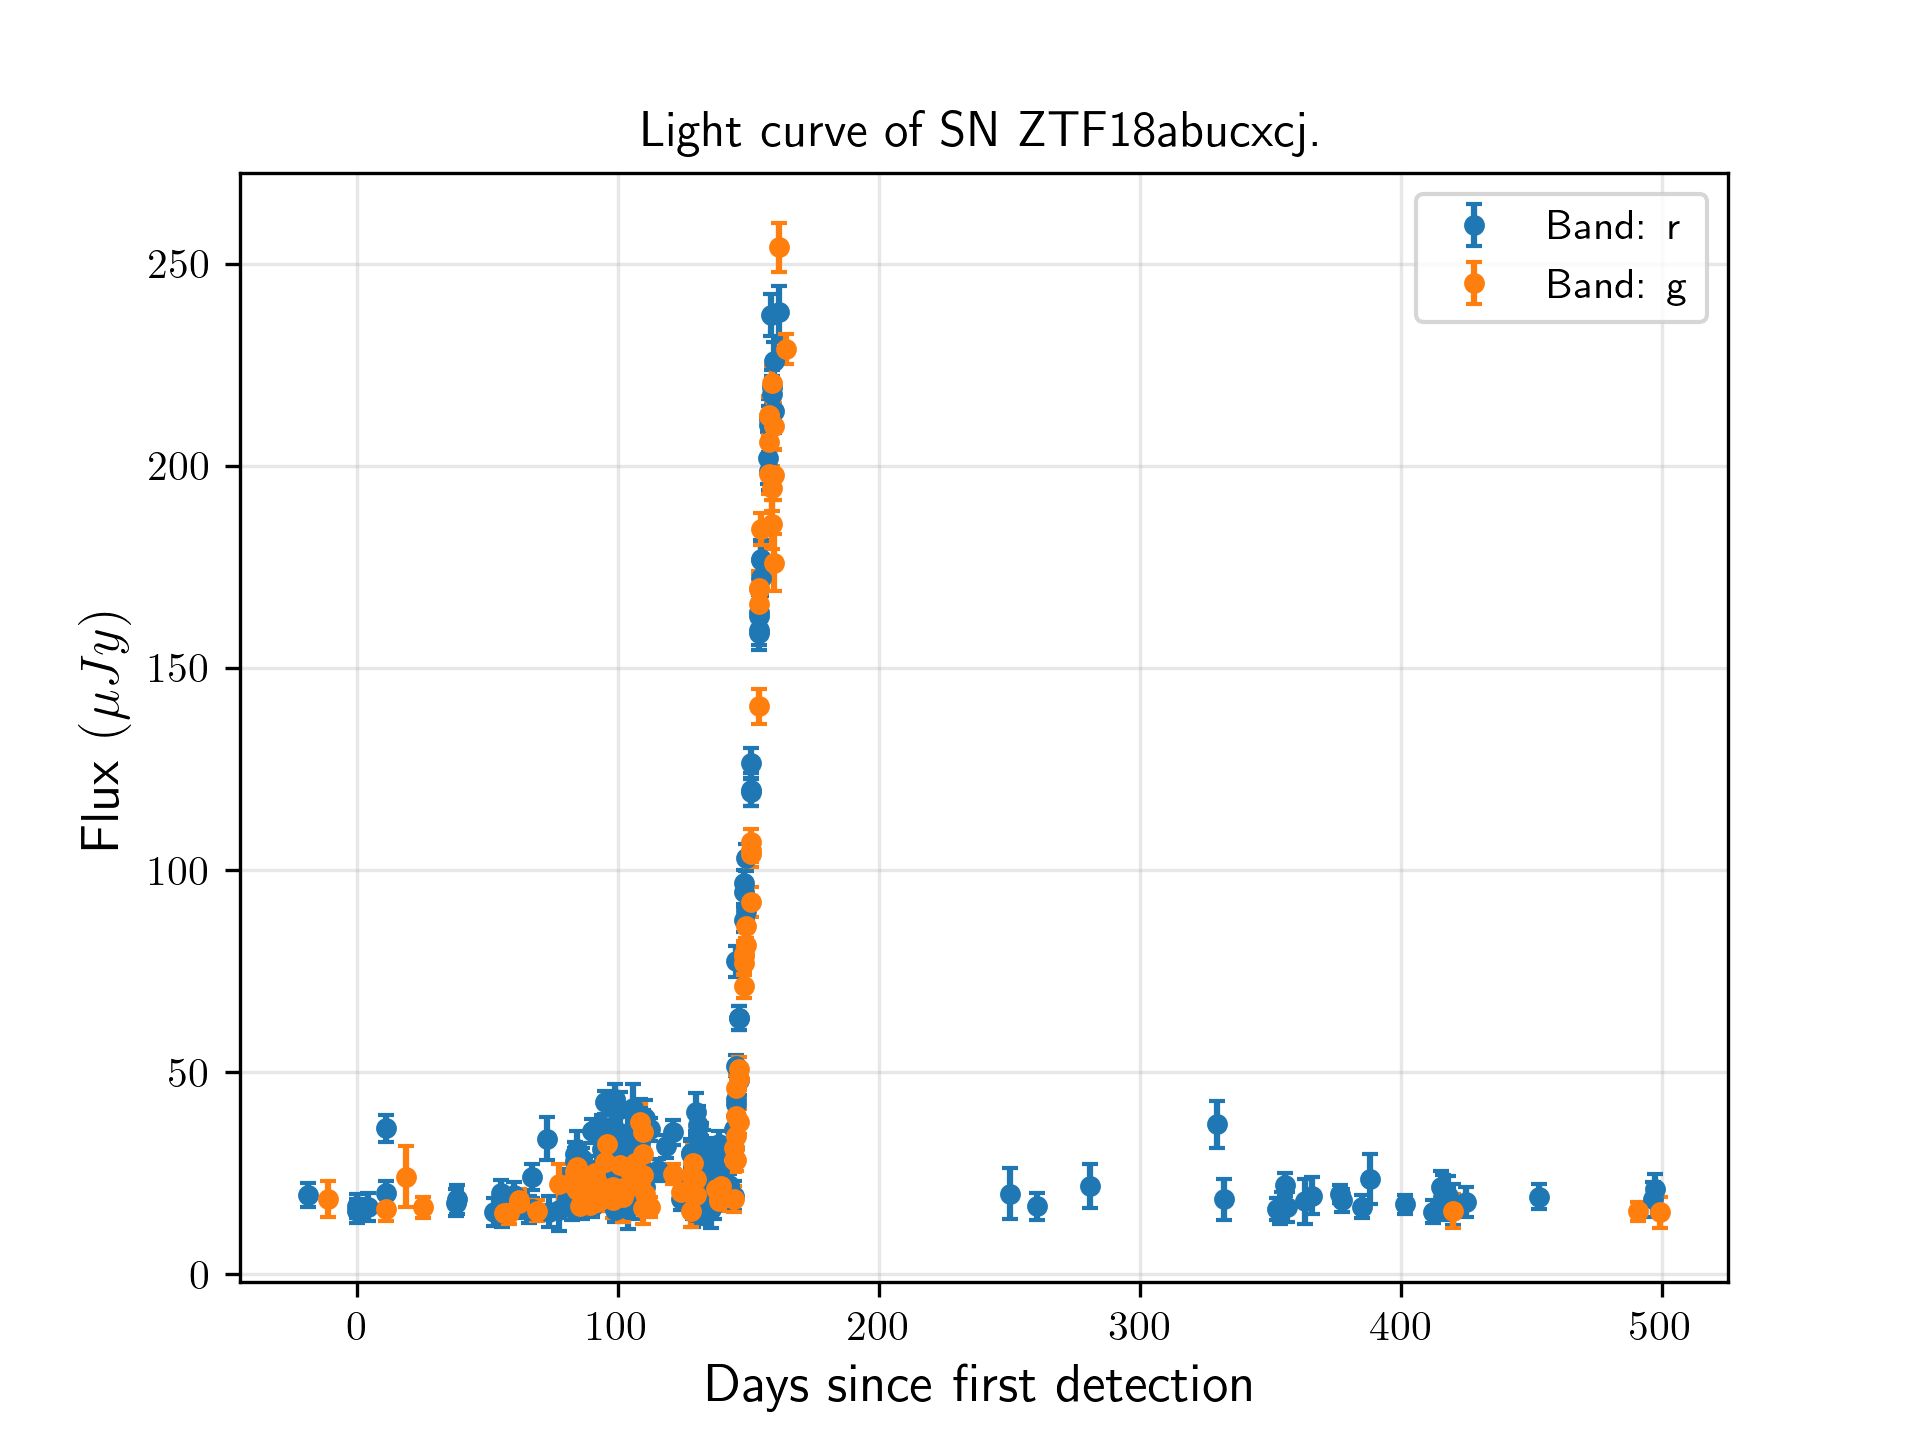 Light curve of SN ZTF18abucxcj.
Band: r
Band: g
250
200
150
100
50
0
Flux (μJy)
0 100 200 300 400 500
Days since first detection